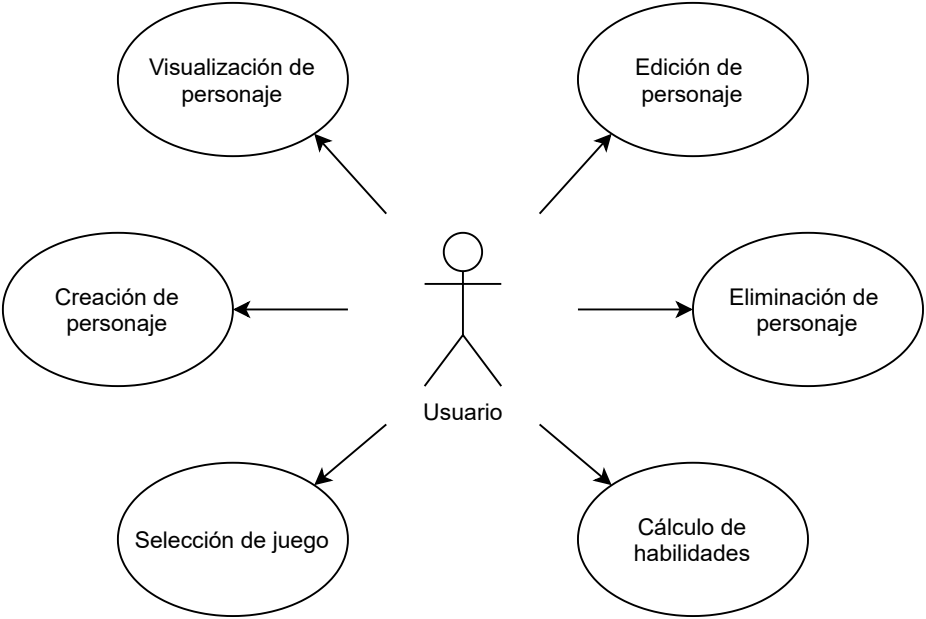 Visualización de
personaje
Edición de
personaje
Creación de
personaje
Eliminación de
personaje
Usuario
Selección de juego
Cálculo de
habilidades